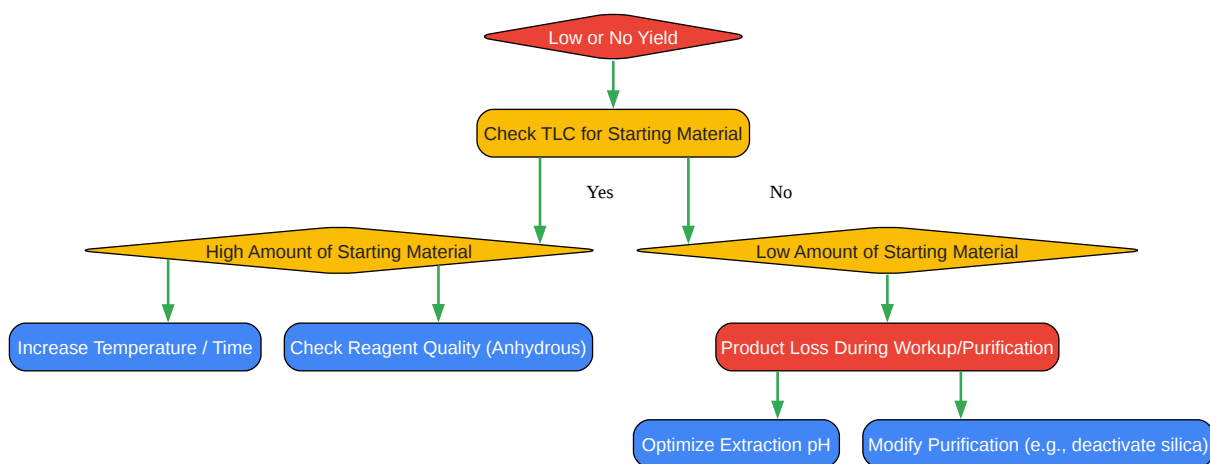 Low or No Yield
Check TLC for Starting Material
Yes
No
High Amount of Starting Material
Low Amount of Starting Material
Increase Temperature / Time
Check Reagent Quality (Anhydrous)
Product Loss During Workup/Purification
Optimize Extraction pH
Modify Purification (e.g., deactivate silica)